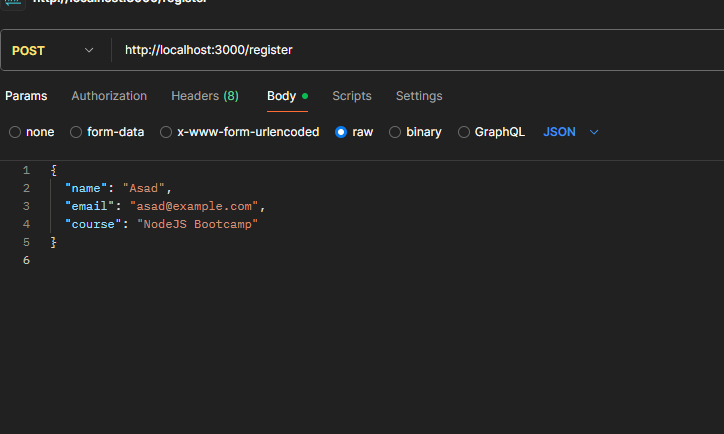 http://localhost:3000/register
POST http://localhost:3000/register
Params Authorization Headers (8) Body Scripts Settings
none form-data x-www-form-urlencoded raw binary GraphQL JSON
1 {
2 "name": "Asad",
3 "email": "asad@example.com",
4 "course": "NodeJS Bootcamp"
5 }
6